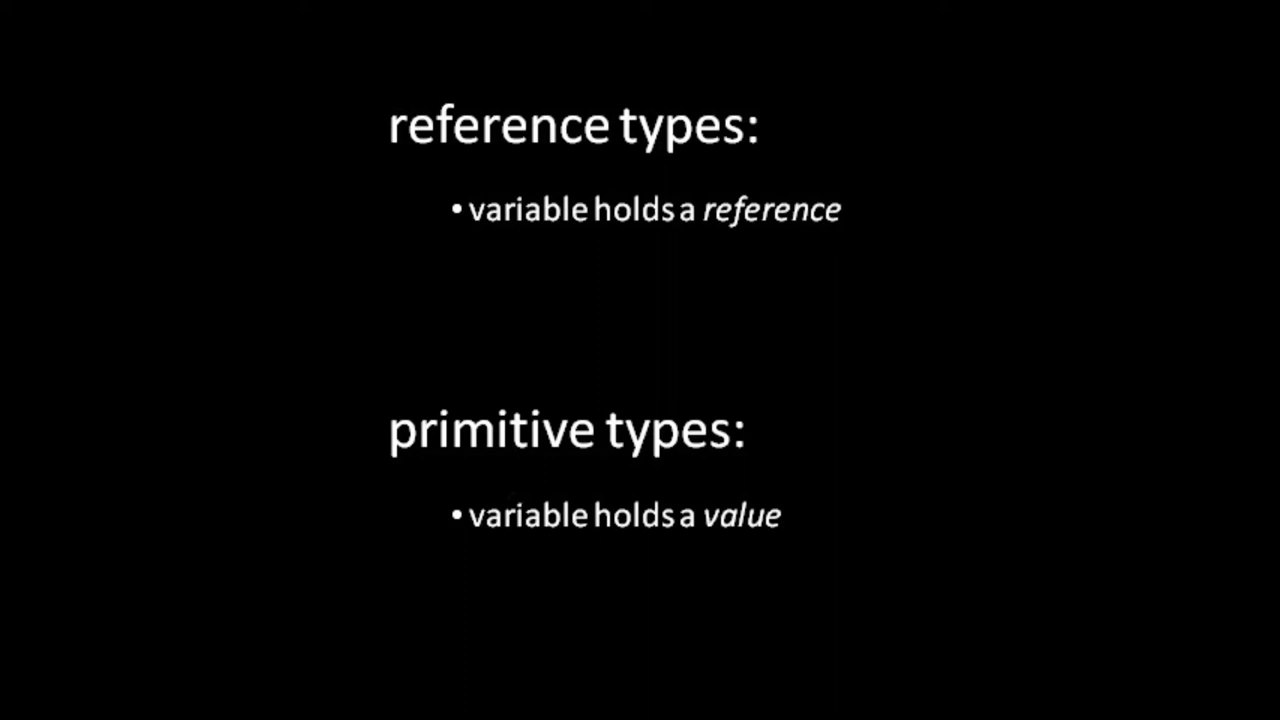 reference types:
• variable holds a reference
primitive types:
• variable holds a value